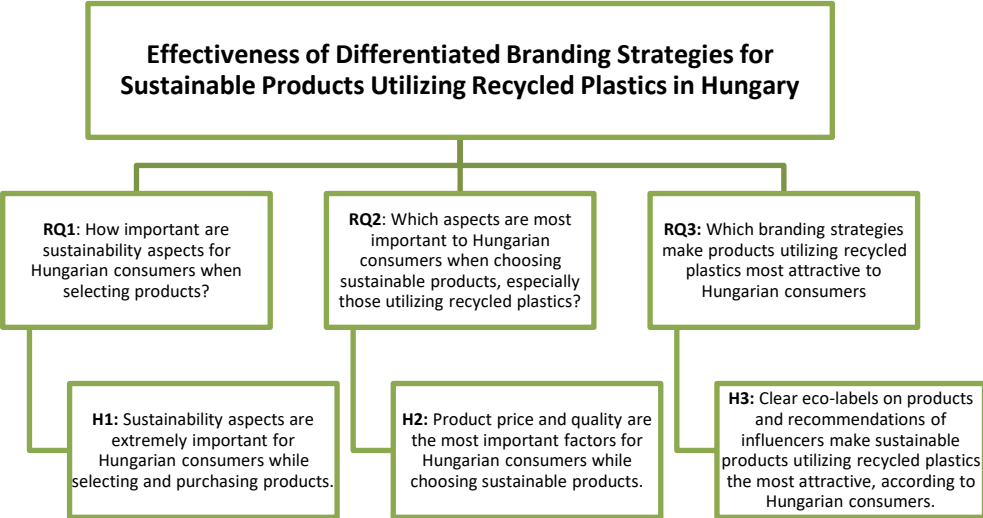 Effectiveness of Differentiated Branding Strategies for
Sustainable Products Utilizing Recycled Plastics in Hungary
RQ1: How important are
sustainability aspects for
Hungarian consumers when
selecting products?
RQ2: Which aspects are most
important to Hungarian
consumers when choosing
sustainable products, especially
those utilizing recycled plastics?
RQ3: Which branding strategies
make products utilizing recycled
plastics most attractive to
Hungarian consumers
H1: Sustainability aspects are
extremely important for
Hungarian consumers while
selecting and purchasing products.
H2: Product price and quality are
the most important factors for
Hungarian consumers while
choosing sustainable products.
H3: Clear eco-labels on products
and recommendations of
influencers make sustainable
products utilizing recycled plastics
the most attractive, according to
Hungarian consumers.